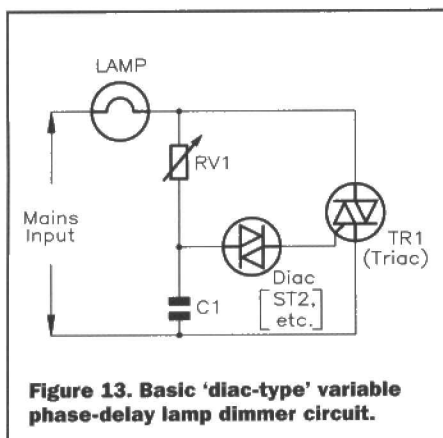 LAMP
RV1
Mains
Input
TR1
(Triac)
Diac
[ST2,
etc.]
C1
Figure 13. Basic ‘diac-type’ variable
phase-delay lamp dimmer circuit.